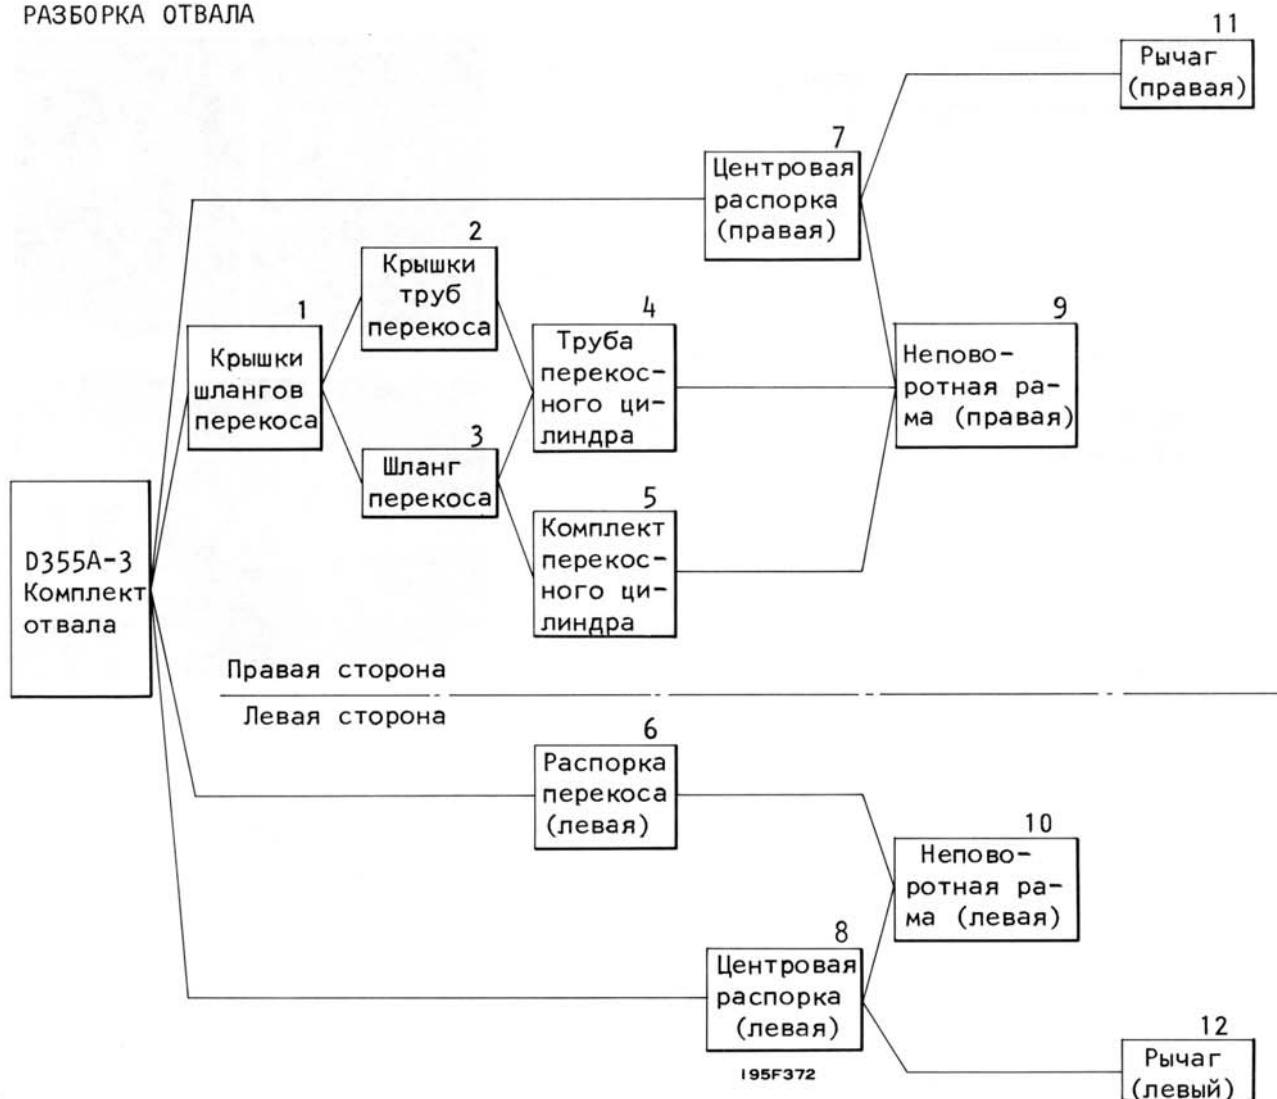 РАЗБОРКА ОТВАЛА
11
Рычаг
(правая)
7
Центровая
распорка
(правая)
2
Крышки
труб
перекоса
1
Крышки
шлангов
перекоса
4
Труба
перекос-
ного ци-
линдра
9
Непово-
ротная ра-
ма (правая)
3
Шланг
перекоса
5
Комплект
перекос-
ного ци-
линдра
D355A-3
Комплект
отвала
Правая сторона
Левая сторона
6
Распорка
перекоса
(левая)
10
Непово-
ротная ра-
ма (левая)
8
Центровая
распорка
(левая)
12
Рычаг
(левый)
195F372